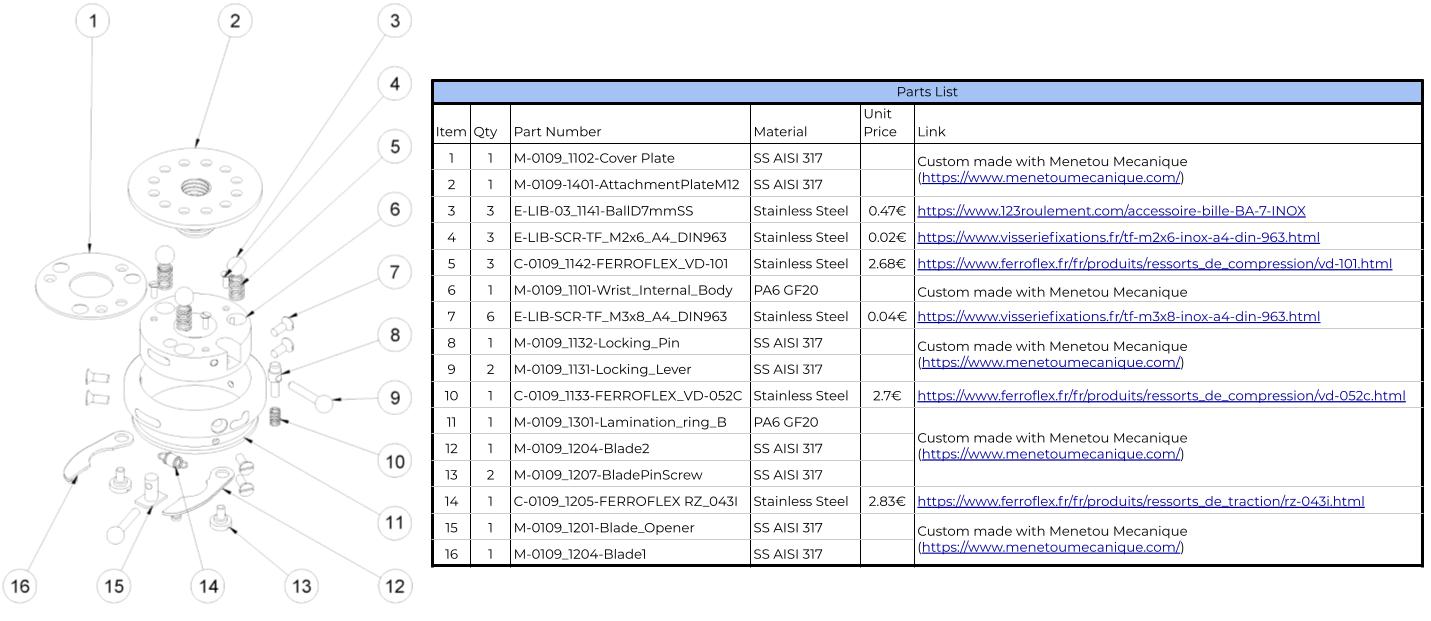 1
2
3
4
5
6
7
8
9
10
11
16
15
14
13
12
Parts List
Item Qty Part Number Material Unit Price Link
1 1 M-0109_1102-Cover Plate SS AISI 317 Custom made with Menetou Mecanique
2 1 M-0109-1401-AttachmentPlateM12 SS AISI 317 (https://www.menetoumecanique.com/)
3 3 E-LIB-03_1141-BallD7mmSS Stainless Steel 0.47€ https://www.123roulement.com/accessoire-bille-BA-7-INOX
4 3 E-LIB-SCR-TF_M2x6_A4_DIN963 Stainless Steel 0.02€ https://www.visseriefixations.fr/tf-m2x6-inox-a4-din-963.html
5 3 C-0109_1142-FERROFLEX_VD-101 Stainless Steel 2.68€ https://www.ferroflex.fr/fr/produits/ressorts_de_compression/vd-101.html
6 1 M-0109_1101-Wrist_Internal_Body PA6 GF20 Custom made with Menetou Mecanique
7 6 E-LIB-SCR-TF_M3x8_A4_DIN963 Stainless Steel 0.04€ https://www.visseriefixations.fr/tf-m3x8-inox-a4-din-963.html
8 1 M-0109_1132-Locking_Pin SS AISI 317 Custom made with Menetou Mecanique
9 2 M-0109_1131-Locking_Lever SS AISI 317 (https://www.menetoumecanique.com/)
10 1 C-0109_1133-FERROFLEX_VD-052C Stainless Steel 2.7€ https://www.ferroflex.fr/fr/produits/ressorts_de_compression/vd-052c.html
11 1 M-0109_1301-Lamination_ring_B PA6 GF20
12 1 M-0109_1204-Blade2 SS AISI 317 Custom made with Menetou Mecanique
(https://www.menetoumecanique.com/)
13 2 M-0109_1207-BladePinScrew SS AISI 317
14 1 C-0109_1205-FERROFLEX RZ_043I Stainless Steel 2.83€ https://www.ferroflex.fr/fr/produits/ressorts_de_traction/rz-043i.html
15 1 M-0109_1201-Blade_Opener SS AISI 317 Custom made with Menetou Mecanique
16 1 M-0109_1204-Blade1 SS AISI 317 (https://www.menetoumecanique.com/)